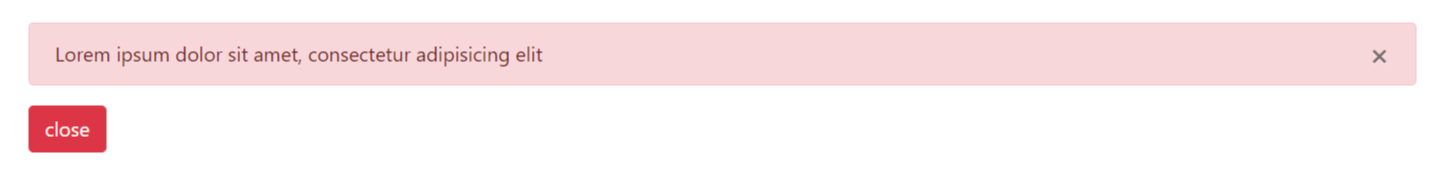 Lorem ipsum dolor sit amet, consectetur adipisicing elit ×
close